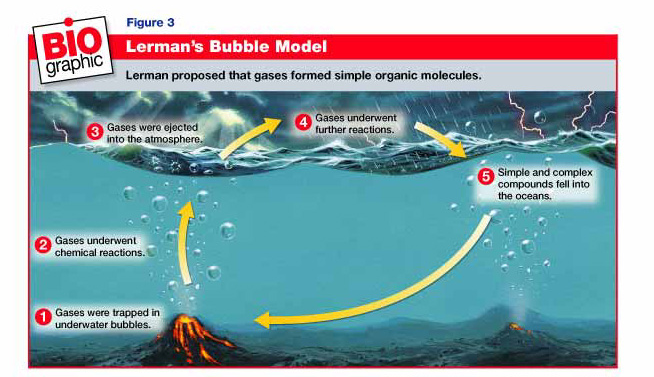 Figure 3
BIO
graphic
Lerman's Bubble Model
Lerman proposed that gases formed simple organic molecules.
3 Gases were ejected
into the atmosphere.
4 Gases underwent
further reactions.
5 Simple and complex
compounds fell into
the oceans.
2 Gases underwent
chemical reactions.
1 Gases were trapped in
underwater bubbles.